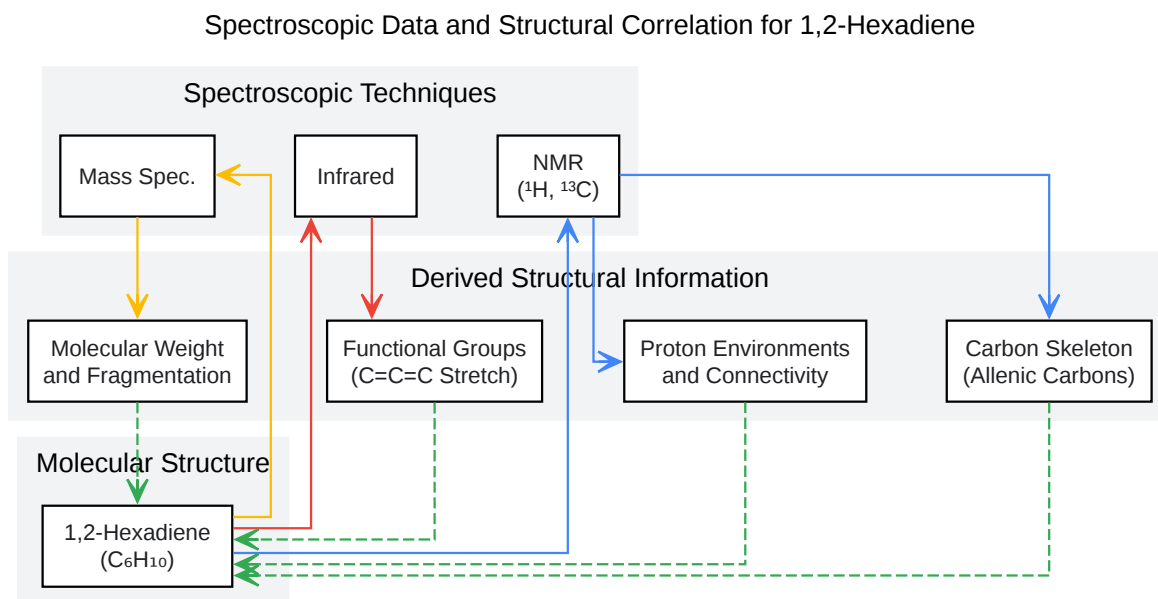 Spectroscopic Data and Structural Correlation for 1,2-Hexadiene
Spectroscopic Techniques
Mass Spec.
Infrared
NMR
(¹H, ¹³C)
Derived Structural Information
Molecular Weight
and Fragmentation
Functional Groups
(C=C=C Stretch)
Proton Environments
and Connectivity
Carbon Skeleton
(Allenic Carbons)
Molecular Structure
1,2-Hexadiene
(C₆H₁₀)